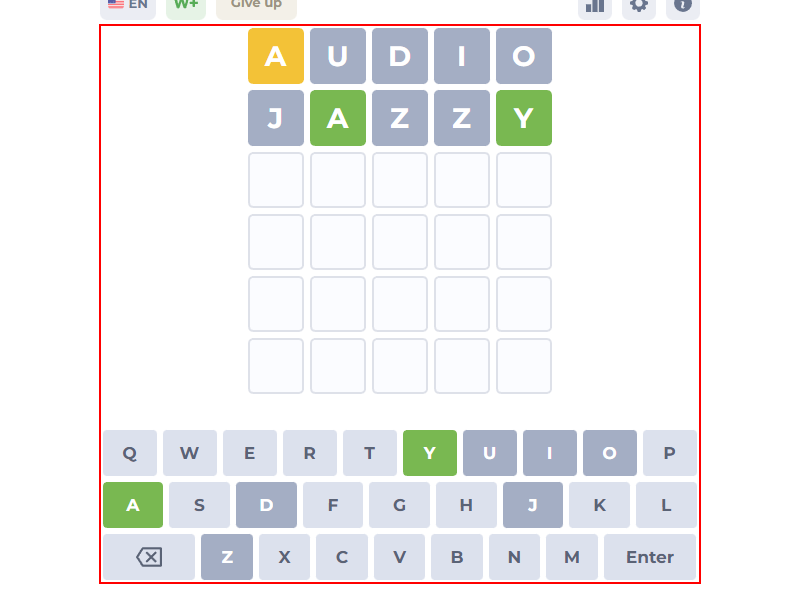 EN W+ Give up
A U D I O
J A Z Z Y
Q W E R T Y U I O P
A S D F G H J K L
Z X C V B N M Enter